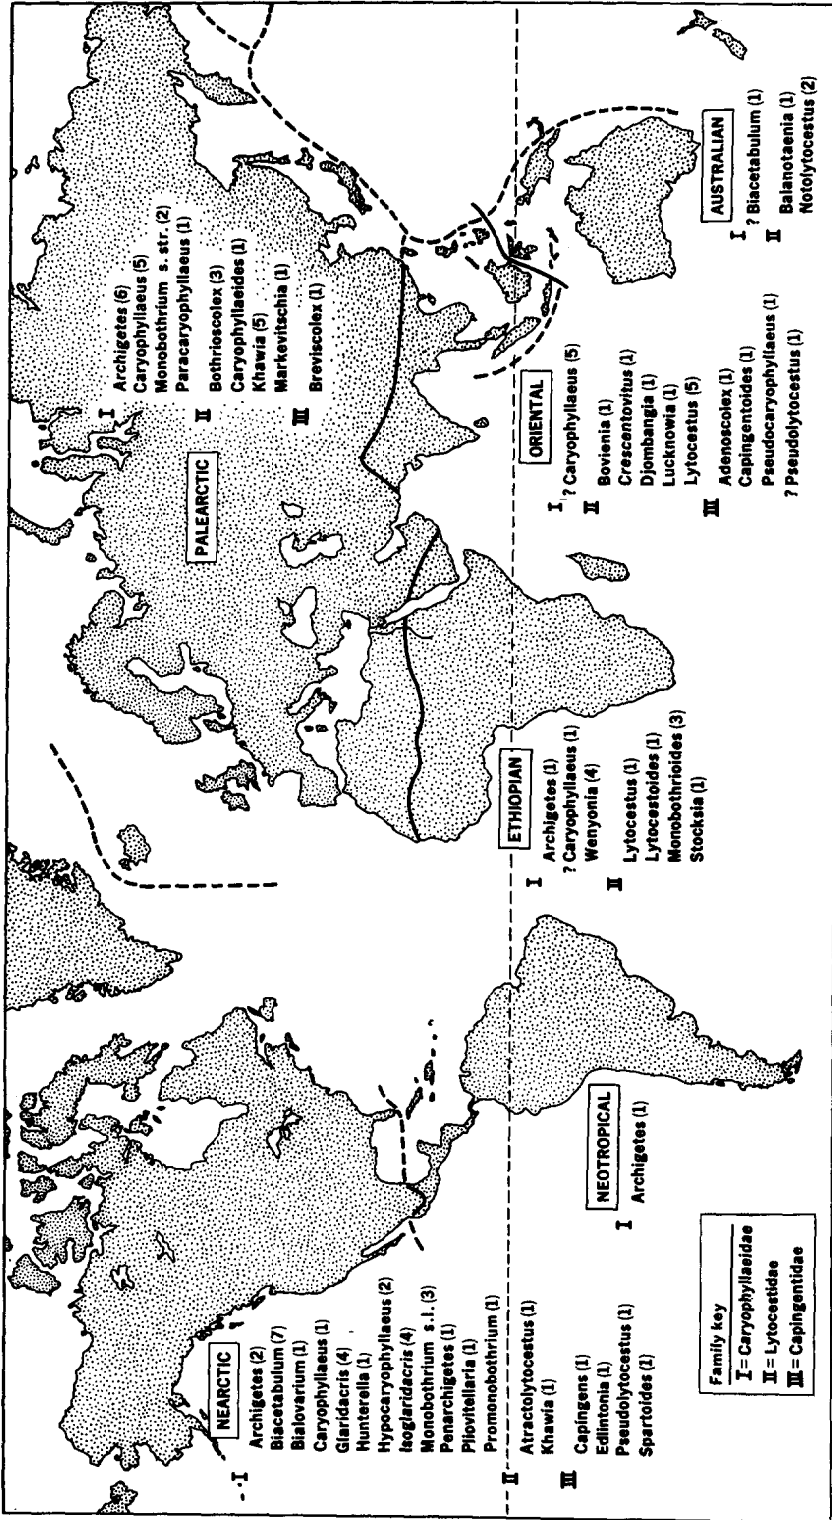 NEARCTIC
I
Archigetes (2)
Biacetabulum (7)
Bialovarium (1)
Caryophyllaeus (1)
Glaridacris (4)
Hunterella (1)
Hypocaryophyllaeus (2)
Isoglaridacris (4)
Monobothrium s.l. (3)
Penarchigetes (1)
Pliovitellaria (1)
Promonobothrium (1)
II
Atractolytocestus (1)
Khawia (1)
III
Capingens (1)
Edlintonia (1)
Pseudolytocestus (1)
Spartoides (1)
Family key
I = Caryophyllaeidae
II = Lytocestidae
III = Capingentidae
NEOTROPICAL
I
Archigetes (1)
ETHIOPIAN
I
Archigetes (1)
? Caryophyllaeus (1)
Wenyonia (4)
II
Lytocestus (1)
Lytocestoides (1)
Monobothrioides (3)
Stocksia (1)
PALEARCTIC
I
Archigetes (6)
Caryophyllaeus (5)
Monobothrium s. str. (2)
Paracaryophyllaeus (1)
II
Bothrioscolex (3)
Caryophyllaeides (1)
Khawia (5)
Markevitschia (1)
III
Breviscolex (1)
ORIENTAL
I
? Caryophyllaeus (5)
II
Bovienia (1)
Crescentovitus (1)
Djombangia (1)
Lucknowia (1)
Lytocestus (5)
III
Adenoscolex (1)
Capingentoides (1)
Pseudocaryophyllaeus (1)
? Pseudolytocestus (1)
AUSTRALIAN
I
? Biacetabulum (1)
II
Balanotaenia (1)
Notolytocestus (2)